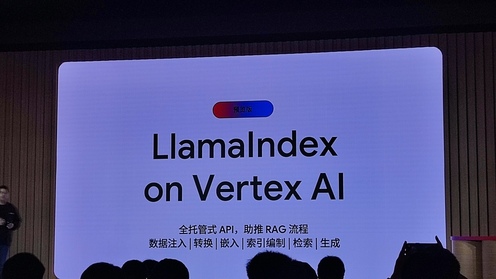 LlamaIndex
on Vertex AI
全托管式 API，助推 RAG 流程
数据注入 | 转换 | 嵌入 | 索引编制 | 检索 | 生成